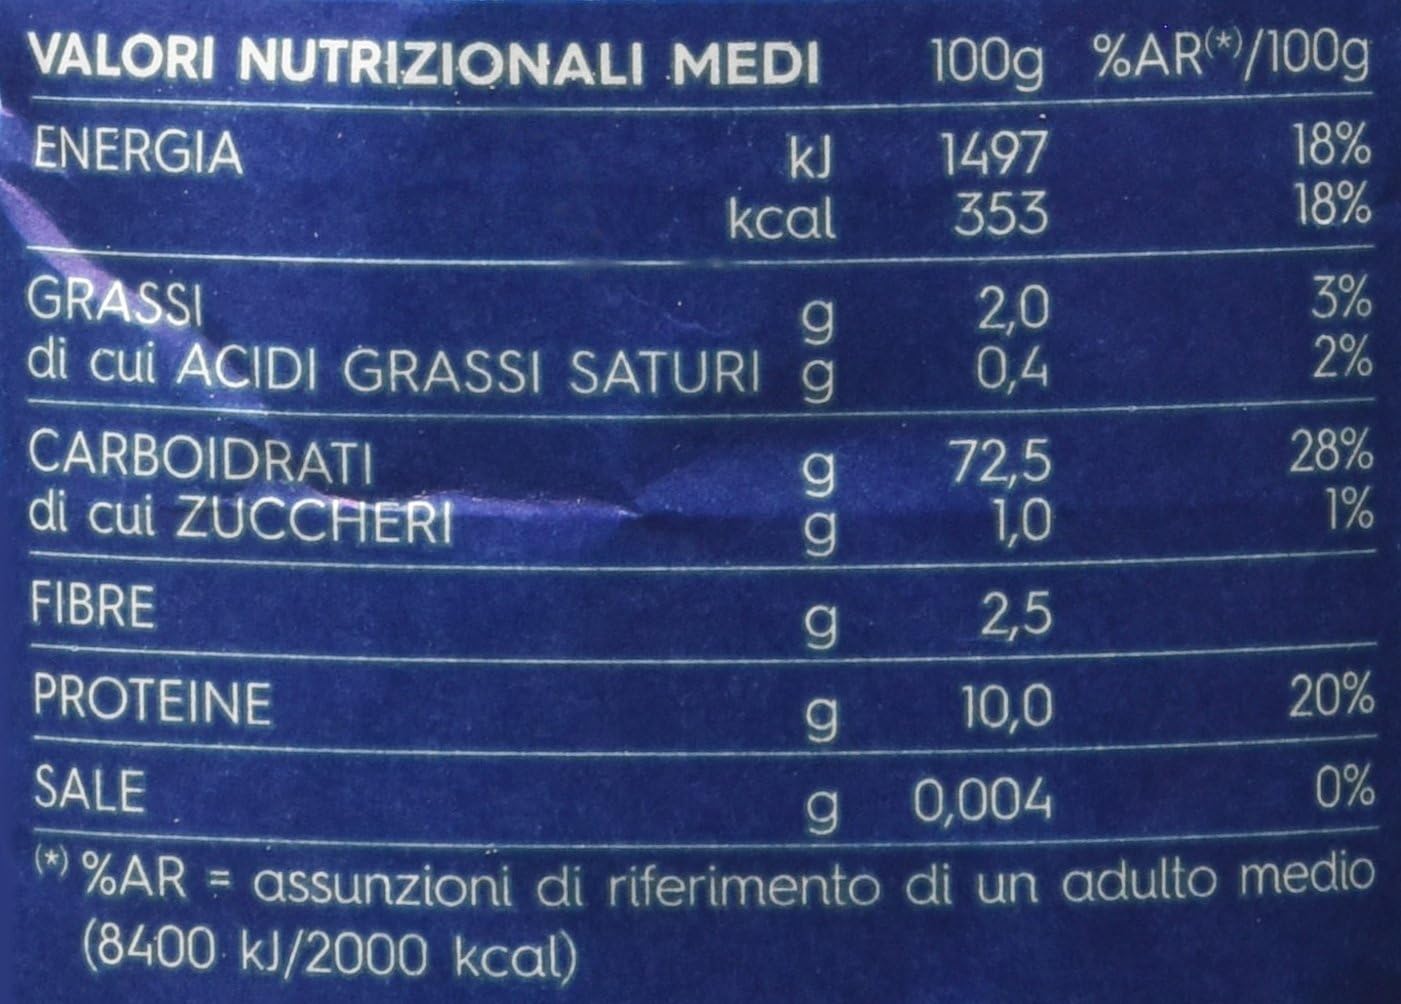 VALORI NUTRIZIONALI MEDI 100g %AR(*)/100g
ENERGIA kJ 1497 18%
kcal 353 18%
GRASSI g 2,0 3%
di cui ACIDI GRASSI SATURI g 0,4 2%
CARBOIDRATI g 72,5 28%
di cui ZUCCHERI g 1,0 1%
FIBRE g 2,5
PROTEINE g 10,0 20%
SALE g 0,004 0%
(*) %AR = assunzioni di riferimento di un adulto medio
(8400 kJ/2000 kcal)